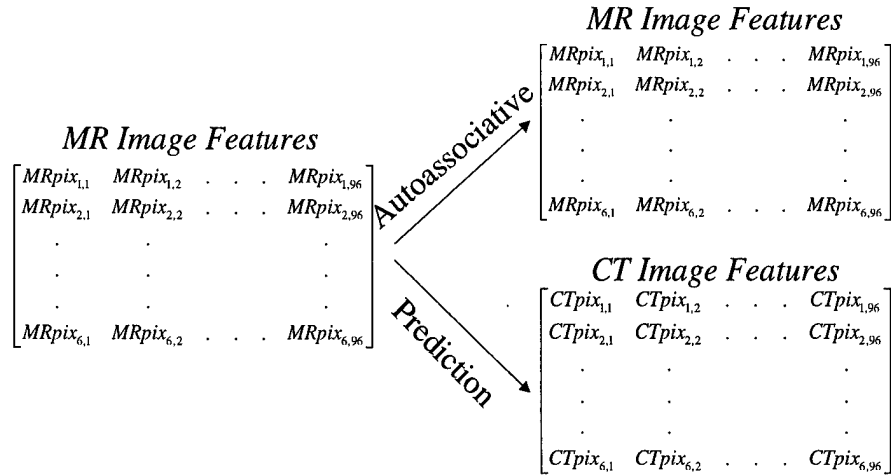 MR Image Features
MRpix1,1 MRpix1,2 . . . MRpix1,96
MRpix2,1 MRpix2,2 . . . MRpix2,96
. . .
. . .
. . .
MRpix6,1 MRpix6,2 . . . MRpix6,96
Autoassociative
Prediction
MR Image Features
MRpix1,1 MRpix1,2 . . . MRpix1,96
MRpix2,1 MRpix2,2 . . . MRpix2,96
. . .
. . .
. . .
MRpix6,1 MRpix6,2 . . . MRpix6,96
CT Image Features
CTpix1,1 CTpix1,2 . . . CTpix1,96
CTpix2,1 CTpix2,2 . . . CTpix2,96
. . .
. . .
. . .
CTpix6,1 CTpix6,2 . . . CTpix6,96